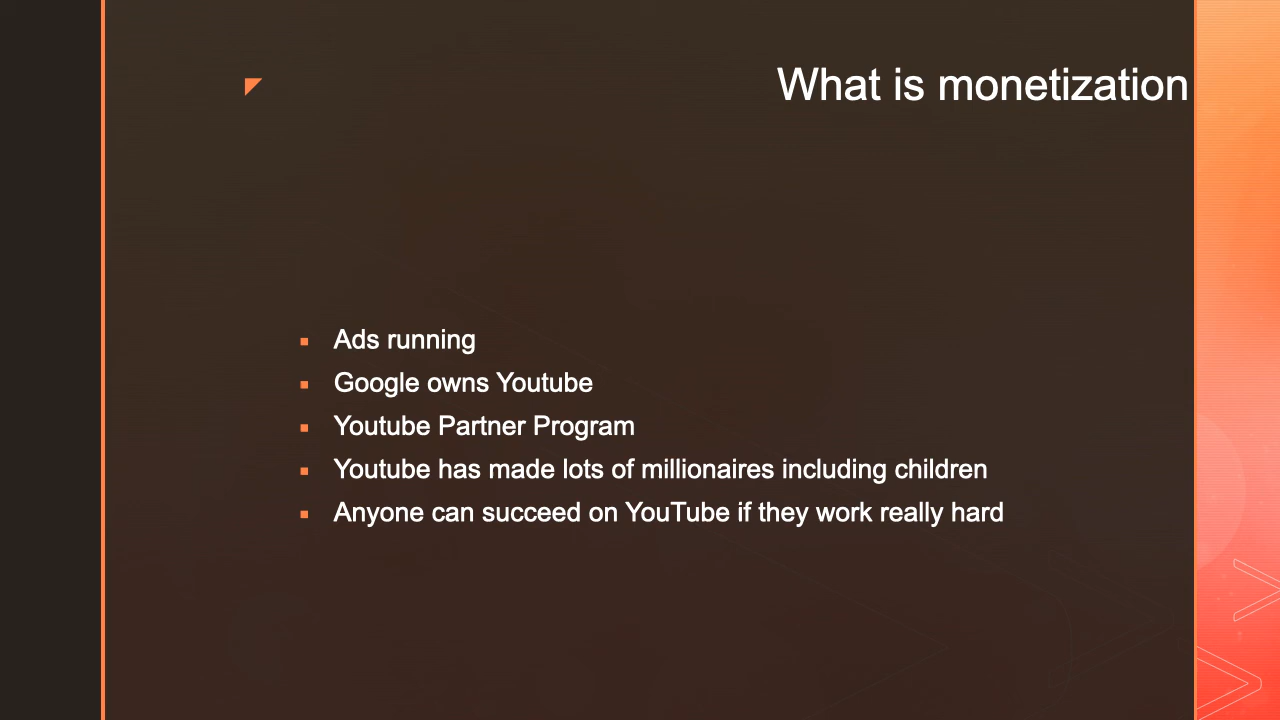 What is monetization
Ads running
Google owns Youtube
Youtube Partner Program
Youtube has made lots of millionaires including children
Anyone can succeed on YouTube if they work really hard